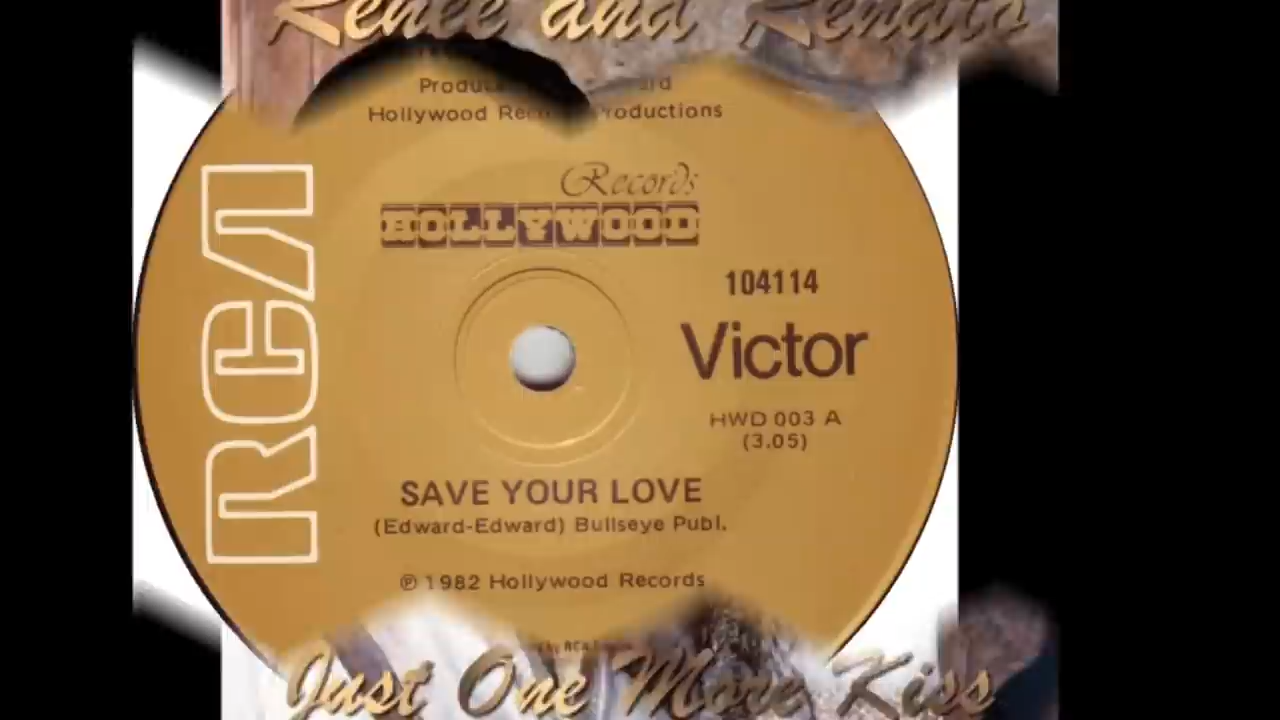 Renée and Renato
Hollywood Productions
Records
HOLLYWOOD
104114
Victor
HWD 003 A
(3.05)
RCA
SAVE YOUR LOVE
(Edward-Edward) Bullseye Publ.
℗ 1982 Hollywood Records
Just One More Kiss